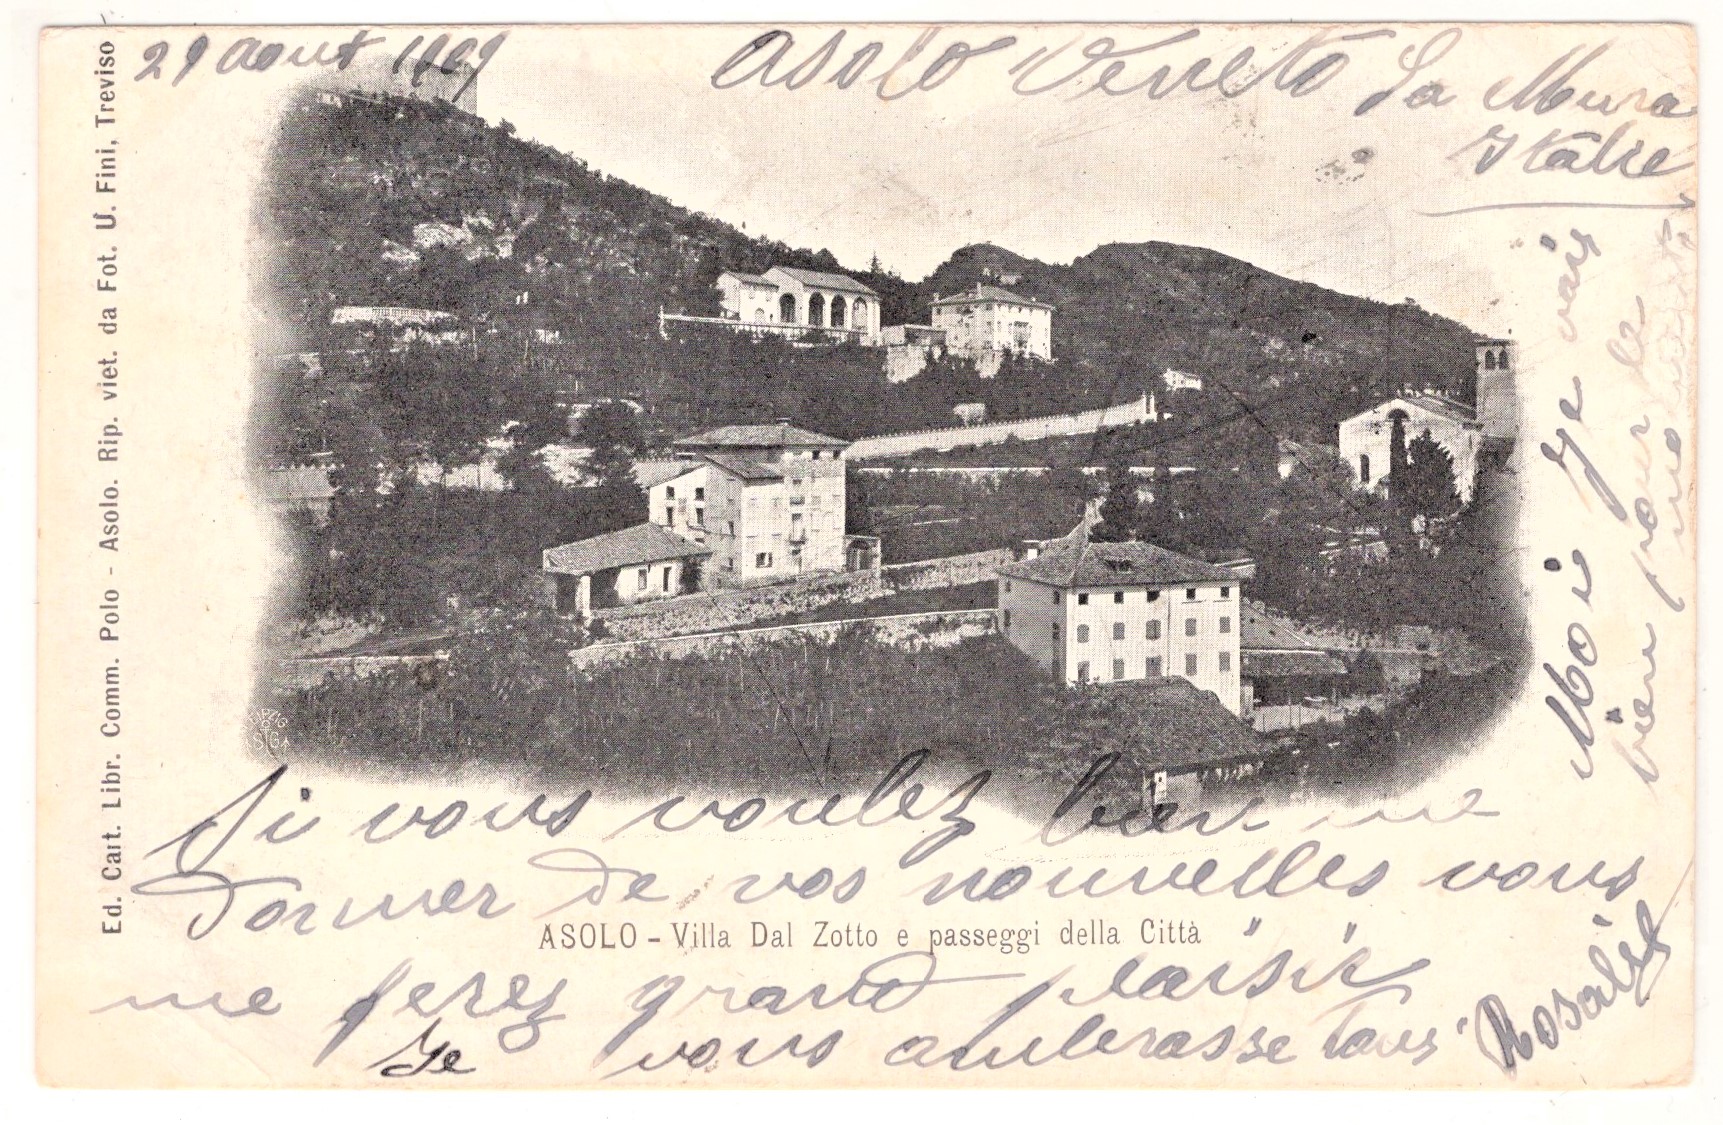 29 aout 1909
Asolo Veneto La Mura
Italie
Moi je vais
bien pour le
mo
Si vous voulez bien me
donner de vos nouvelles vous
ASOLO - Villa Dal Zotto e passeggi della Città
me ferez grand plaisir
Je vous ambrasse tous
Rosalie
Ed. Cart. Libr. Comm. Polo - Asolo. Rip. viet. da Fot. U. Fini, Treviso